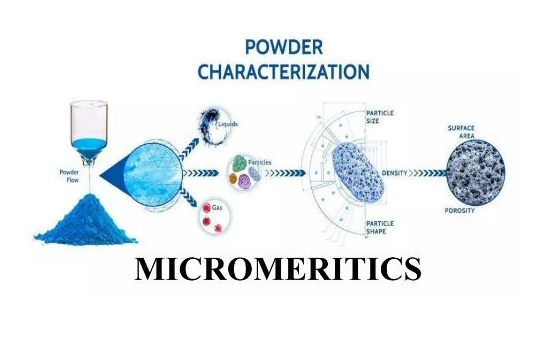 POWDER
CHARACTERIZATION
Powder
Flow
Liquids
Particles
Gas
PARTICLE
SIZE
DENSITY
PARTICLE
SHAPE
SURFACE
AREA
POROSITY
MICROMERITICS